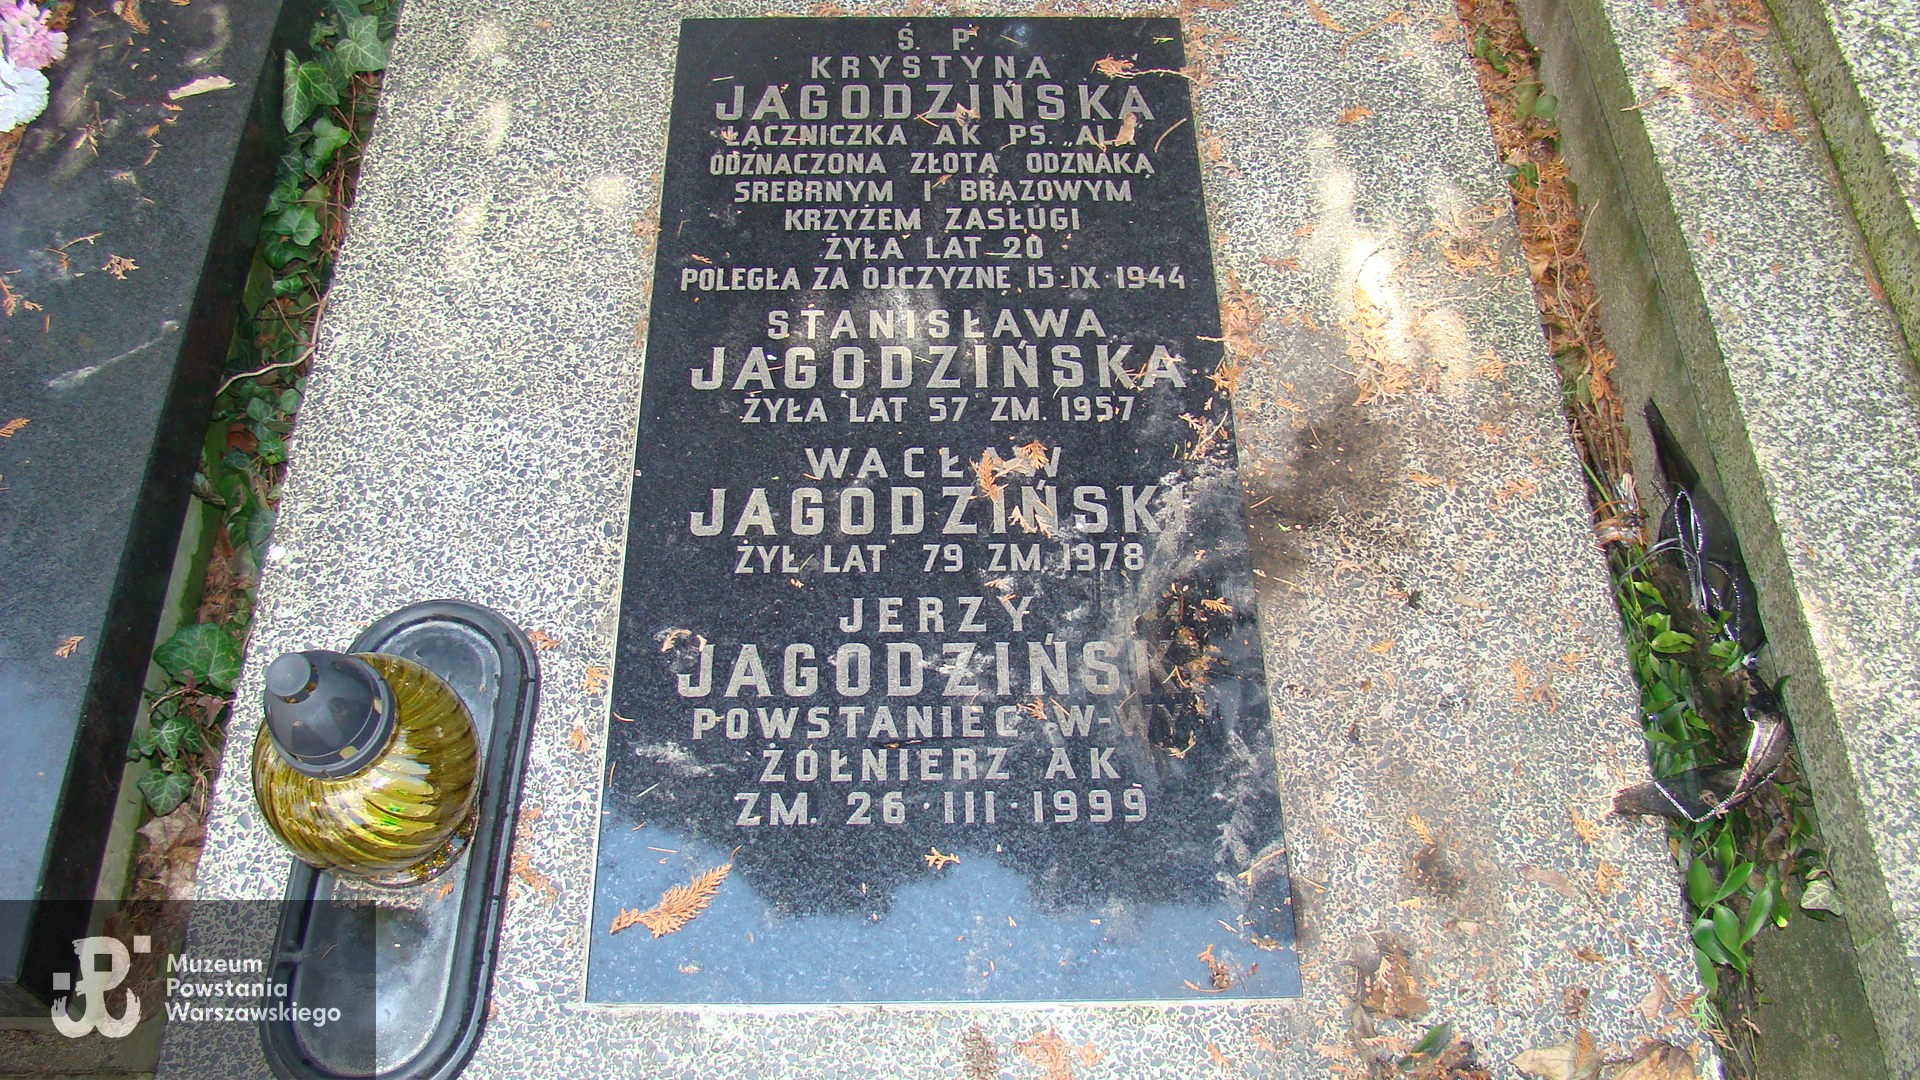 Ś. P.
KRYSTYNA
JAGODZIŃSKA
ŁĄCZNICZKA AK PS. „ALA"
ODZNACZONA ZŁOTĄ ODZNAKĄ
SREBRNYM I BRĄZOWYM
KRZYŻEM ZASŁUGI
ŻYŁA LAT 20
POLEGŁA ZA OJCZYZNĘ 15·IX·1944
STANISŁAWA
JAGODZIŃSKA
ŻYŁA LAT 57 ZM. 1957
WACŁAW
JAGODZIŃSKI
ŻYŁ LAT 79 ZM. 1978
JERZY
JAGODZIŃSKI
POWSTANIEC W-WY
ŻÓŁNIERZ AK
ZM. 26·III·1999
Muzeum
Powstania
Warszawskiego